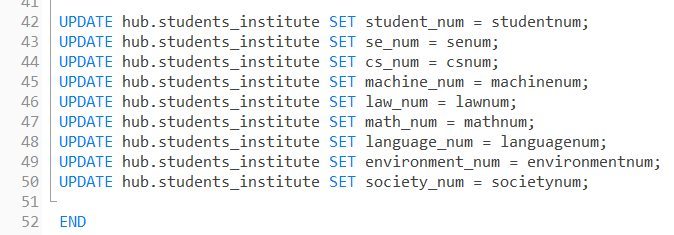 41
42 UPDATE hub.students_institute SET student_num = studentnum;
43 UPDATE hub.students_institute SET se_num = senum;
44 UPDATE hub.students_institute SET cs_num = csnum;
45 UPDATE hub.students_institute SET machine_num = machinenum;
46 UPDATE hub.students_institute SET law_num = lawnum;
47 UPDATE hub.students_institute SET math_num = mathnum;
48 UPDATE hub.students_institute SET language_num = languagenum;
49 UPDATE hub.students_institute SET environment_num = environmentnum;
50 UPDATE hub.students_institute SET society_num = societynum;
51
52 END